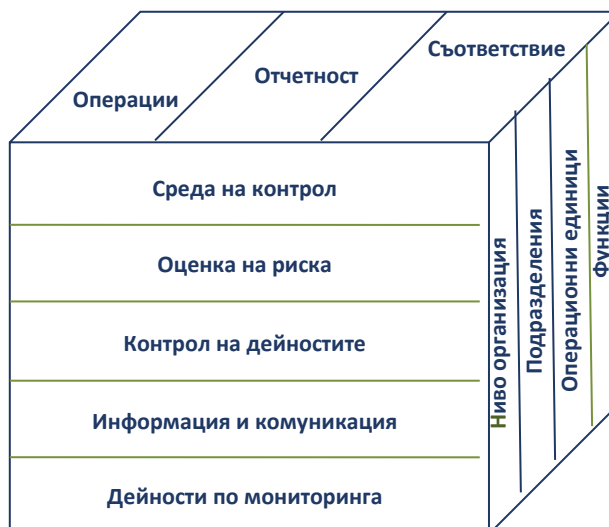 Операции
Отчетност
Съответствие
Среда на контрол
Оценка на риска
Контрол на дейностите
Информация и комуникация
Дейности по мониторинга
Ниво организация
Подразделения
Операционни единици
Функции